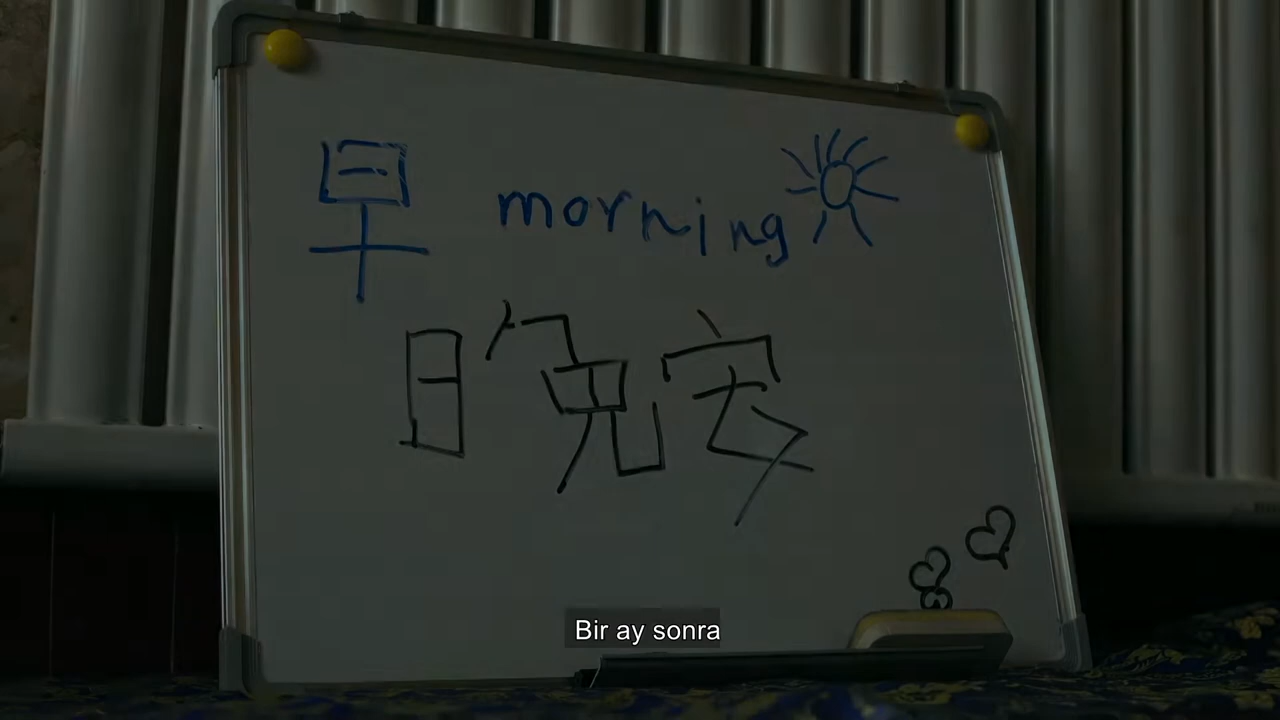 早 morning
晚安
Bir ay sonra